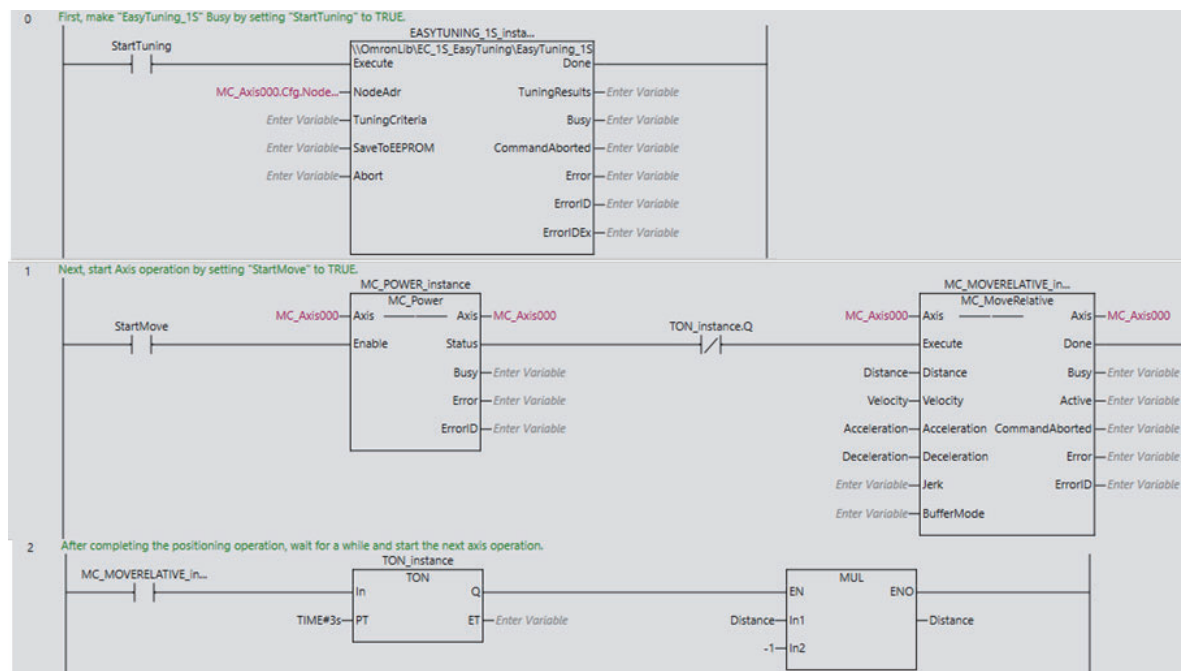 0 First, make "EasyTuning_1S" Busy by setting "StartTuning" to TRUE.
EASYTUNING_1S_insta...
StartTuning
\\OmronLib\EC_1S_EasyTuning\EasyTuning_1S
Execute Done
MC_Axis000.Cfg.Node... NodeAdr TuningResults Enter Variable
Enter Variable TuningCriteria Busy Enter Variable
Enter Variable SaveToEEPROM CommandAborted Enter Variable
Enter Variable Abort Error Enter Variable
ErrorID Enter Variable
ErrorIDEx Enter Variable
1 Next, start Axis operation by setting "StartMove" to TRUE.
MC_POWER_instance MC_MOVERELATIVE_in...
MC_Power MC_MoveRelative
MC_Axis000 Axis Axis MC_Axis000 MC_Axis000 Axis Axis MC_Axis000
StartMove TON_instance.Q
Enable Status Execute Done
Busy Enter Variable Distance Distance Busy Enter Variable
Error Enter Variable Velocity Velocity Active Enter Variable
ErrorID Enter Variable Acceleration Acceleration CommandAborted Enter Variable
Deceleration Deceleration Error Enter Variable
Enter Variable Jerk ErrorID Enter Variable
Enter Variable BufferMode
2 After completing the positioning operation, wait for a while and start the next axis operation.
TON_instance
MC_MOVERELATIVE_in... TON MUL
In Q EN ENO
TIME#3s PT ET Enter Variable Distance In1 Distance
-1 In2